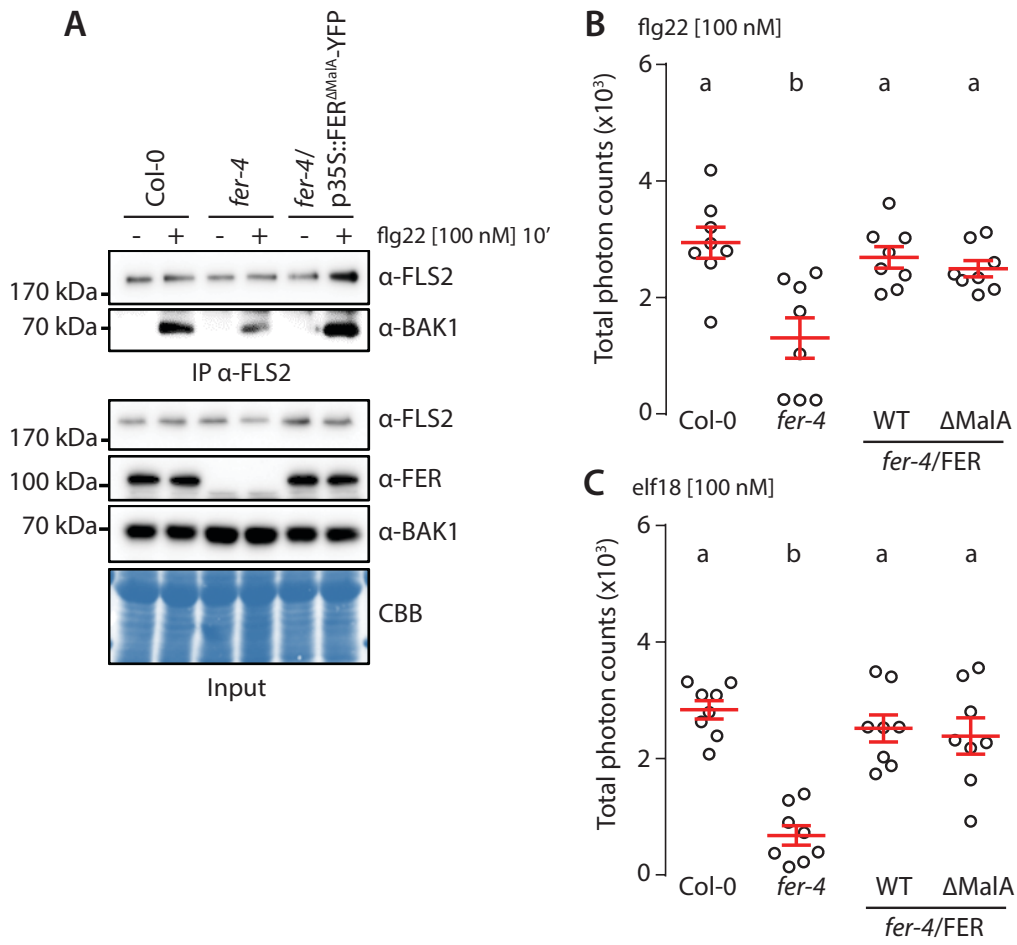 A
Col-0
fer-4
fer-4/
p35S::FER^ΔMalA-YFP
- + - + - + flg22 [100 nM] 10’
α-FLS2
170 kDa
70 kDa
α-BAK1
IP α-FLS2
α-FLS2
170 kDa
100 kDa
α-FER
70 kDa
α-BAK1
CBB
Input
B flg22 [100 nM]
Total photon counts (x10³)
6
a b a a
4
2
0
Col-0 fer-4 WT ΔMalA
fer-4/FER
C elf18 [100 nM]
Total photon counts (x10³)
6
a b a a
4
2
0
Col-0 fer-4 WT ΔMalA
fer-4/FER